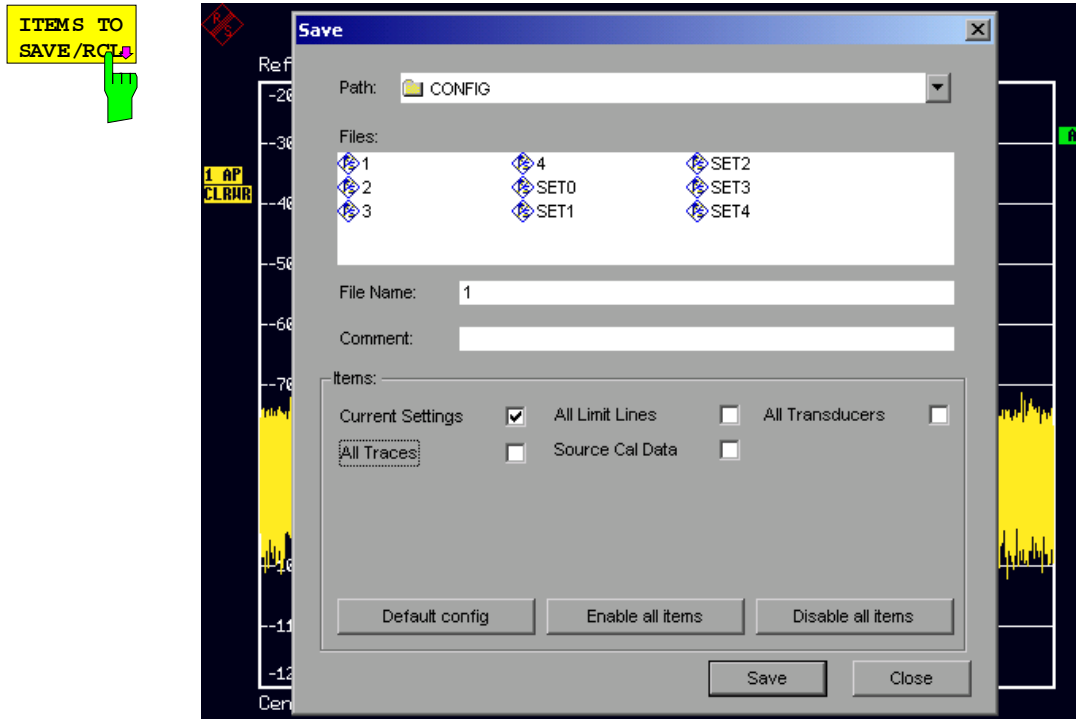 ITEMS TO
SAVE/RCL
R
S
Save
Ref
Path: CONFIG
-20
Files:
--30
A
1 4 SET2
1 AP
2 SET0 SET3
CLRWR
--40
3 SET1 SET4
--50
File Name: 1
--60
Comment:
--70
Items:
Current Settings All Limit Lines All Transducers
All Traces Source Cal Data
-10
Default config Enable all items Disable all items
--11
-12
Save Close
Cen